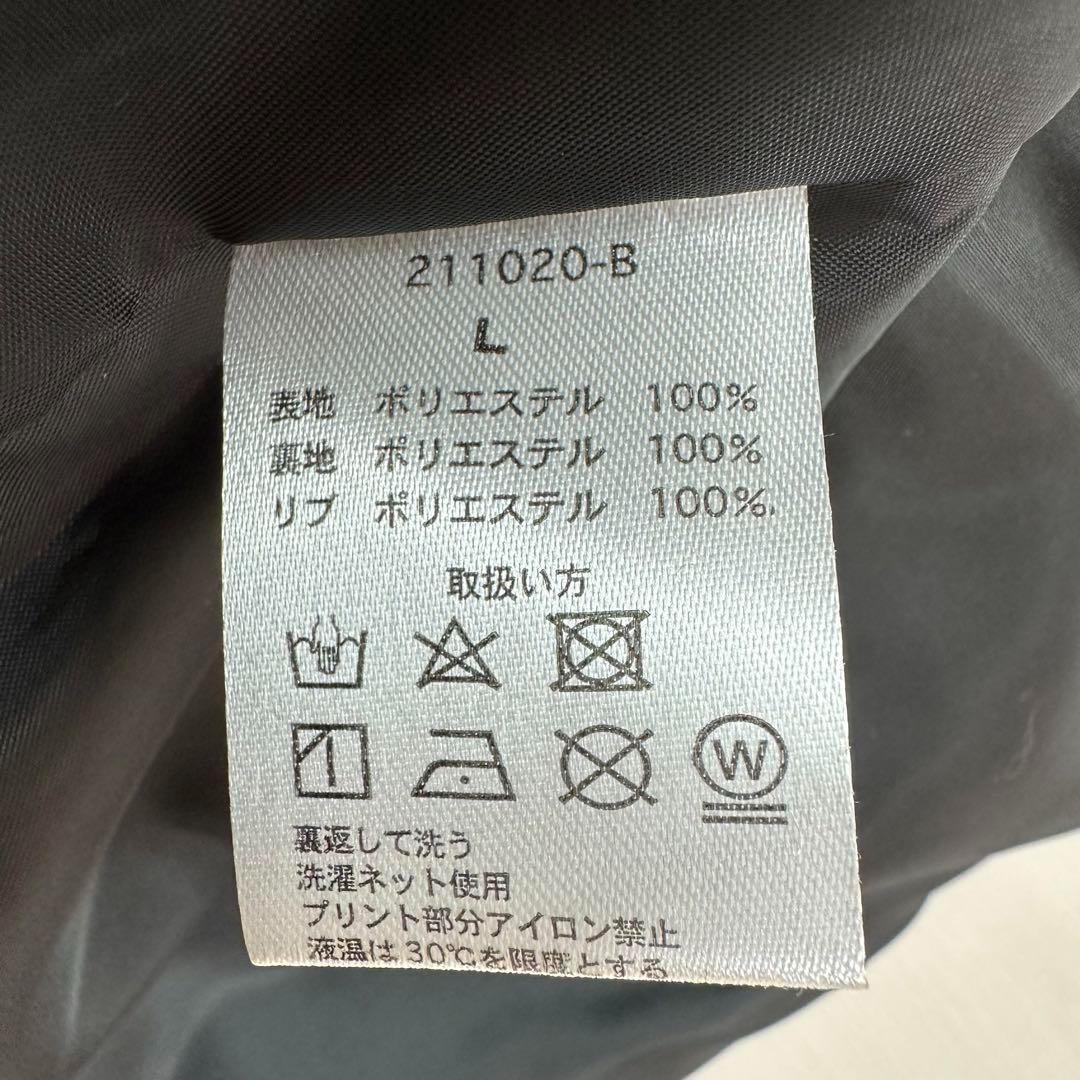 211020-B
L
表地 ポリエステル 100%
裏地 ポリエステル 100%
リブ ポリエステル 100%
取扱い方
W
裏返して洗う
洗濯ネット使用
プリント部分アイロン禁止
液温は30℃を限度とする